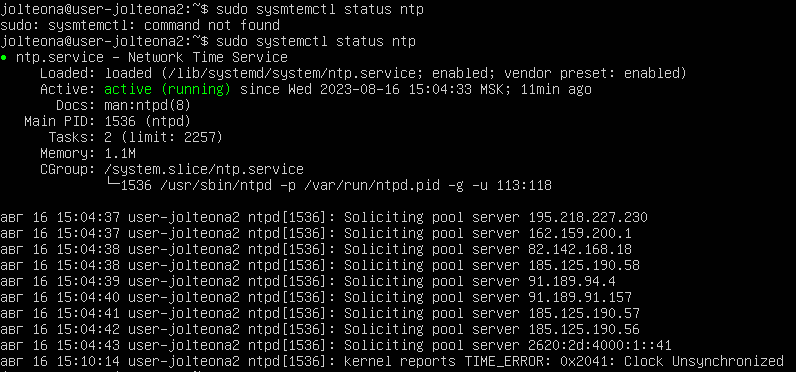 jolteona@user-jolteona2:~$ sudo sysmtemctl status ntp
sudo: sysmtemctl: command not found
jolteona@user-jolteona2:~$ sudo systemctl status ntp
● ntp.service – Network Time Service
Loaded: loaded (/lib/systemd/system/ntp.service; enabled; vendor preset: enabled)
Active: active (running) since Wed 2023-08-16 15:04:33 MSK; 11min ago
Docs: man:ntpd(8)
Main PID: 1536 (ntpd)
Tasks: 2 (limit: 2257)
Memory: 1.1M
CGroup: /system.slice/ntp.service
└─1536 /usr/sbin/ntpd -p /var/run/ntpd.pid -g -u 113:118
авг 16 15:04:37 user-jolteona2 ntpd[1536]: Soliciting pool server 195.218.227.230
авг 16 15:04:37 user-jolteona2 ntpd[1536]: Soliciting pool server 162.159.200.1
авг 16 15:04:38 user-jolteona2 ntpd[1536]: Soliciting pool server 82.142.168.18
авг 16 15:04:38 user-jolteona2 ntpd[1536]: Soliciting pool server 185.125.190.58
авг 16 15:04:39 user-jolteona2 ntpd[1536]: Soliciting pool server 91.189.94.4
авг 16 15:04:40 user-jolteona2 ntpd[1536]: Soliciting pool server 91.189.91.157
авг 16 15:04:41 user-jolteona2 ntpd[1536]: Soliciting pool server 185.125.190.57
авг 16 15:04:42 user-jolteona2 ntpd[1536]: Soliciting pool server 185.125.190.56
авг 16 15:04:43 user-jolteona2 ntpd[1536]: Soliciting pool server 2620:2d:4000:1::41
авг 16 15:10:14 user-jolteona2 ntpd[1536]: kernel reports TIME_ERROR: 0x2041: Clock Unsynchronized